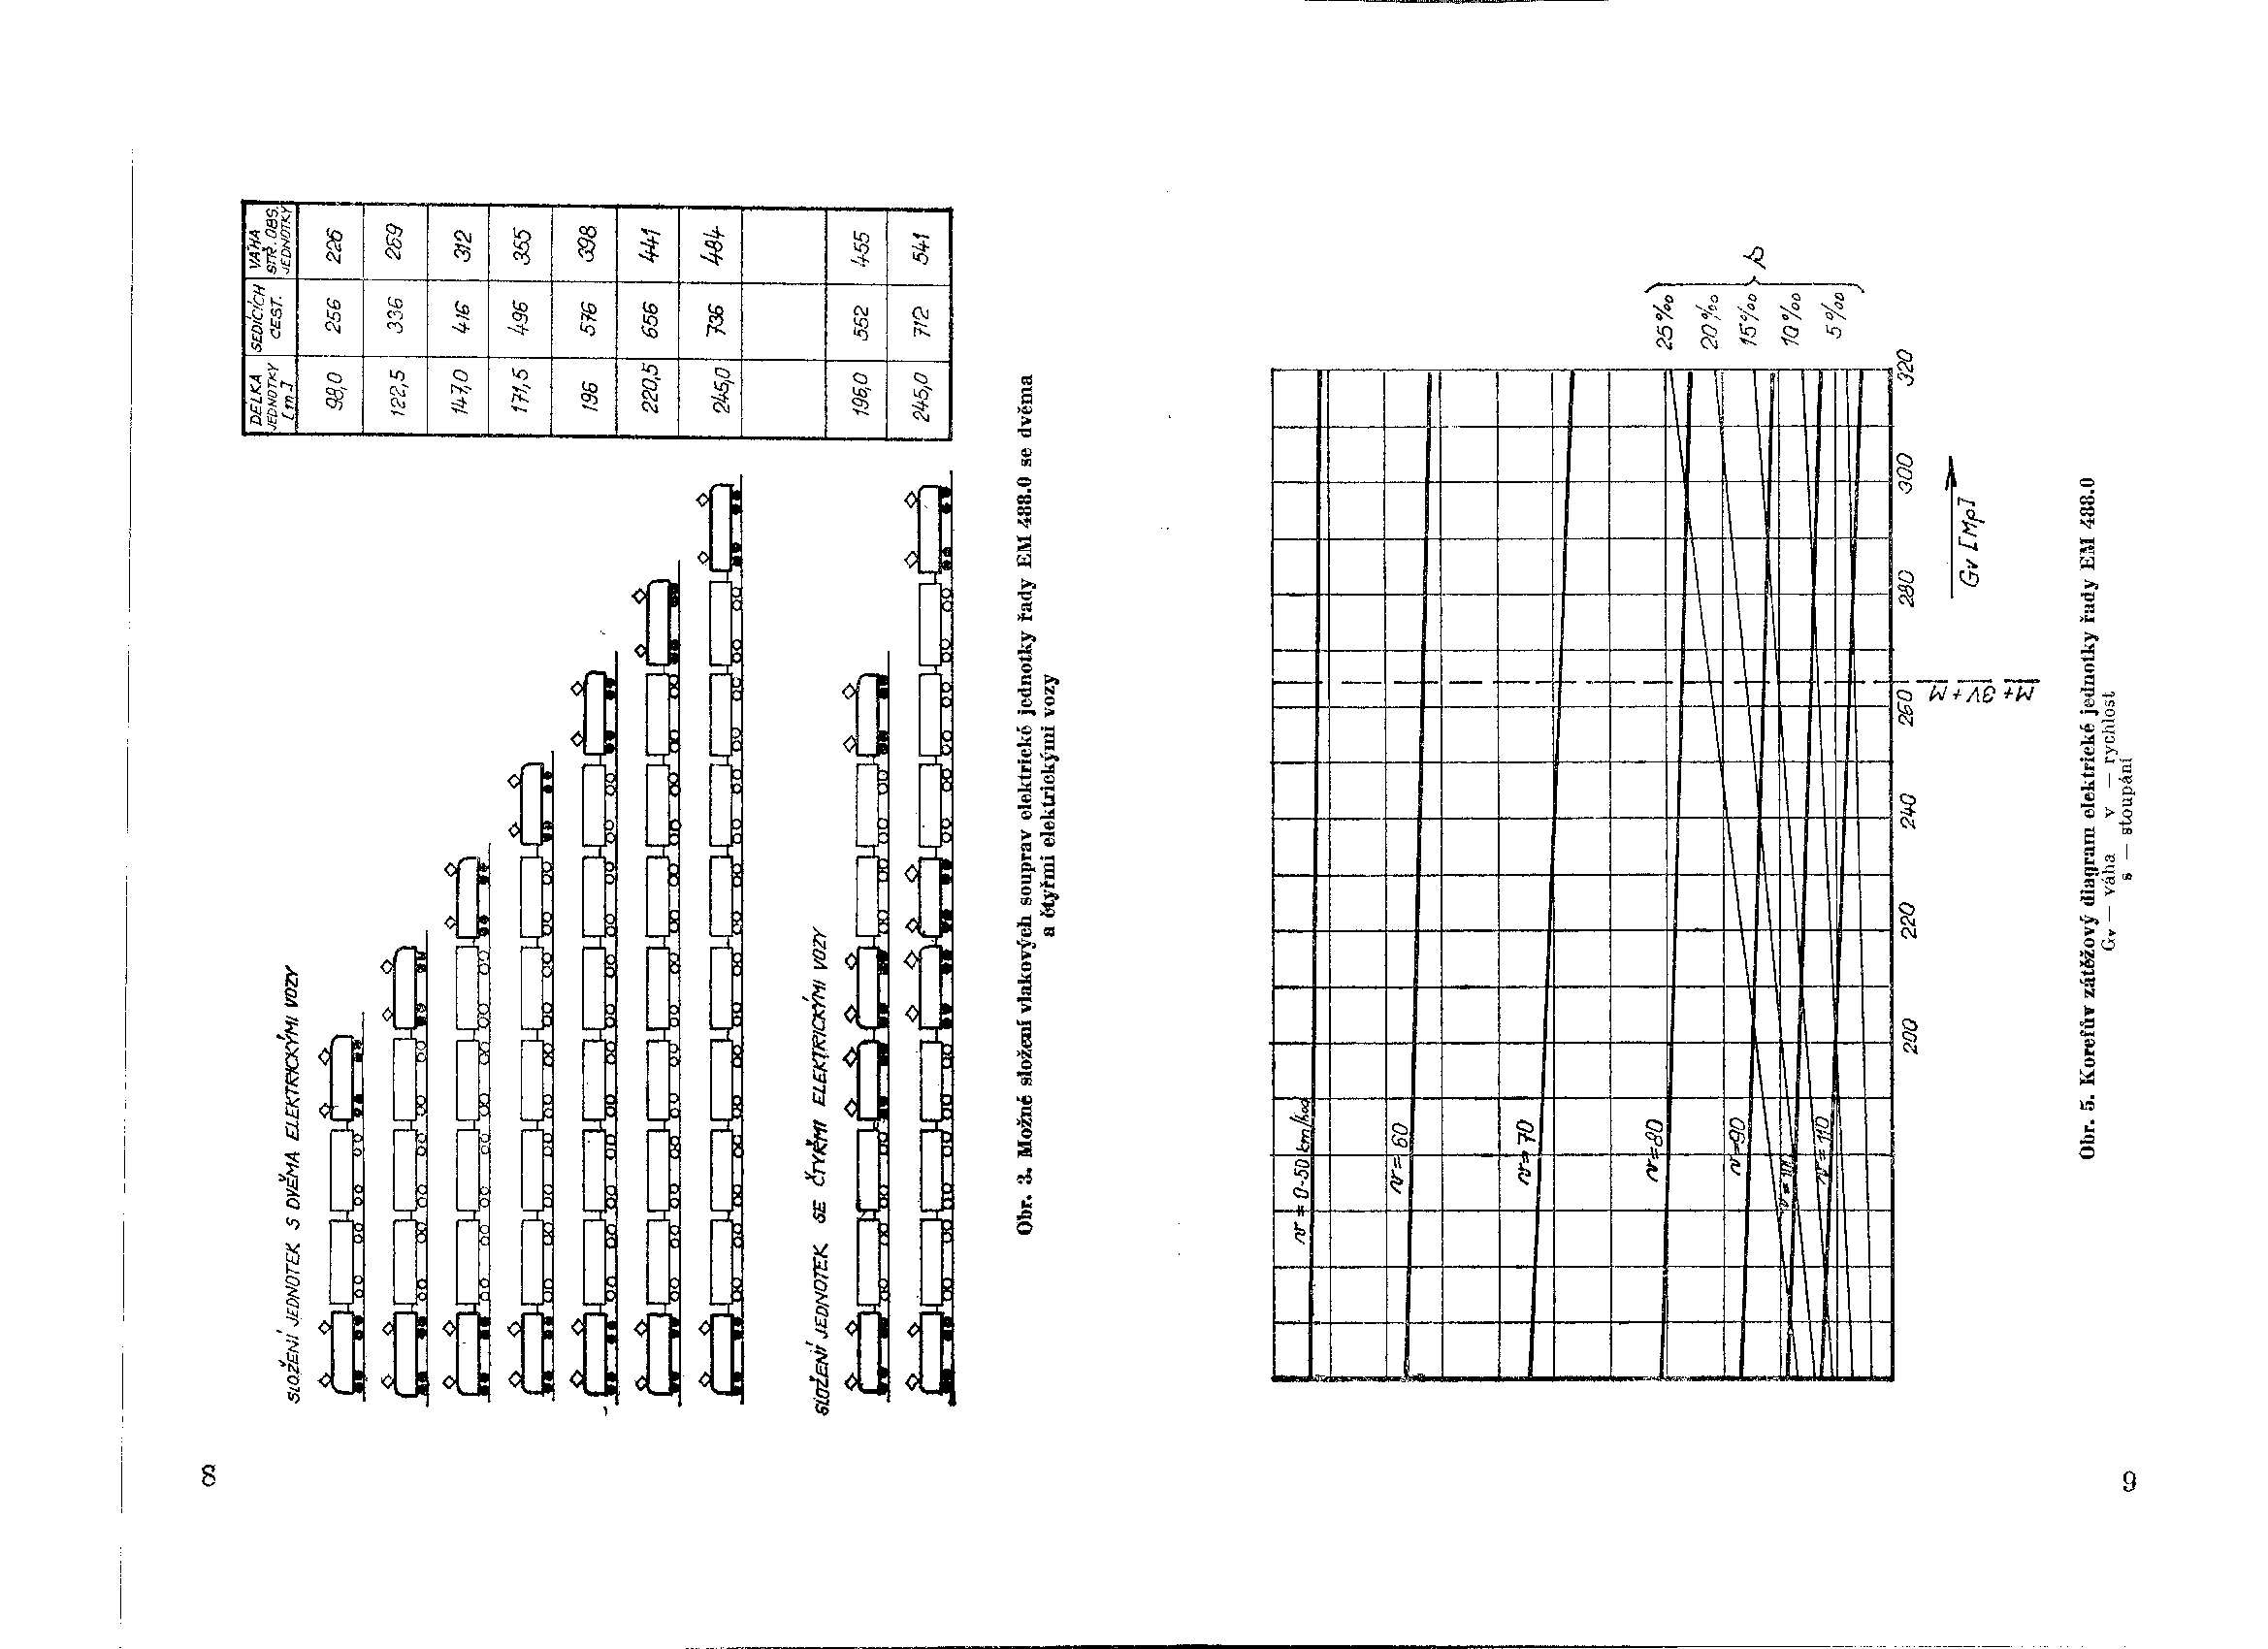 SLOŽENÍ JEDNOTEK S DVĚMA ELEKTRICKÝMI VOZY
DÉLKA JEDNOTKY [m]
SEDÍCÍCH CEST.
VÁHA STŘ. OBS. JEDNOTKY
98,0 256 226
122,5 336 269
147,0 416 312
171,5 496 355
196 576 398
220,5 656 441
245,0 736 484
SLOŽENÍ JEDNOTEK SE ČTYŘMI ELEKTRICKÝMI VOZY
196,0 552 455
245,0 712 541
Obr. 3. Možné složení vlakových souprav elektrické jednotky řady EM 488.0 se dvěma
a čtyřmi elektrickými vozy
8
v = 0-50 km/hod
v=60
v=70
v=80
v=90
v=110
25‰
20‰
15‰
10‰
5‰
s
200 220 240 260 280 300 320
M+3V+M
Gv [Mp]
Obr. 5. Korefův zátěžový diagram elektrické jednotky řady EM 488.0
Gv — váha v — rychlost
s — stoupání
9